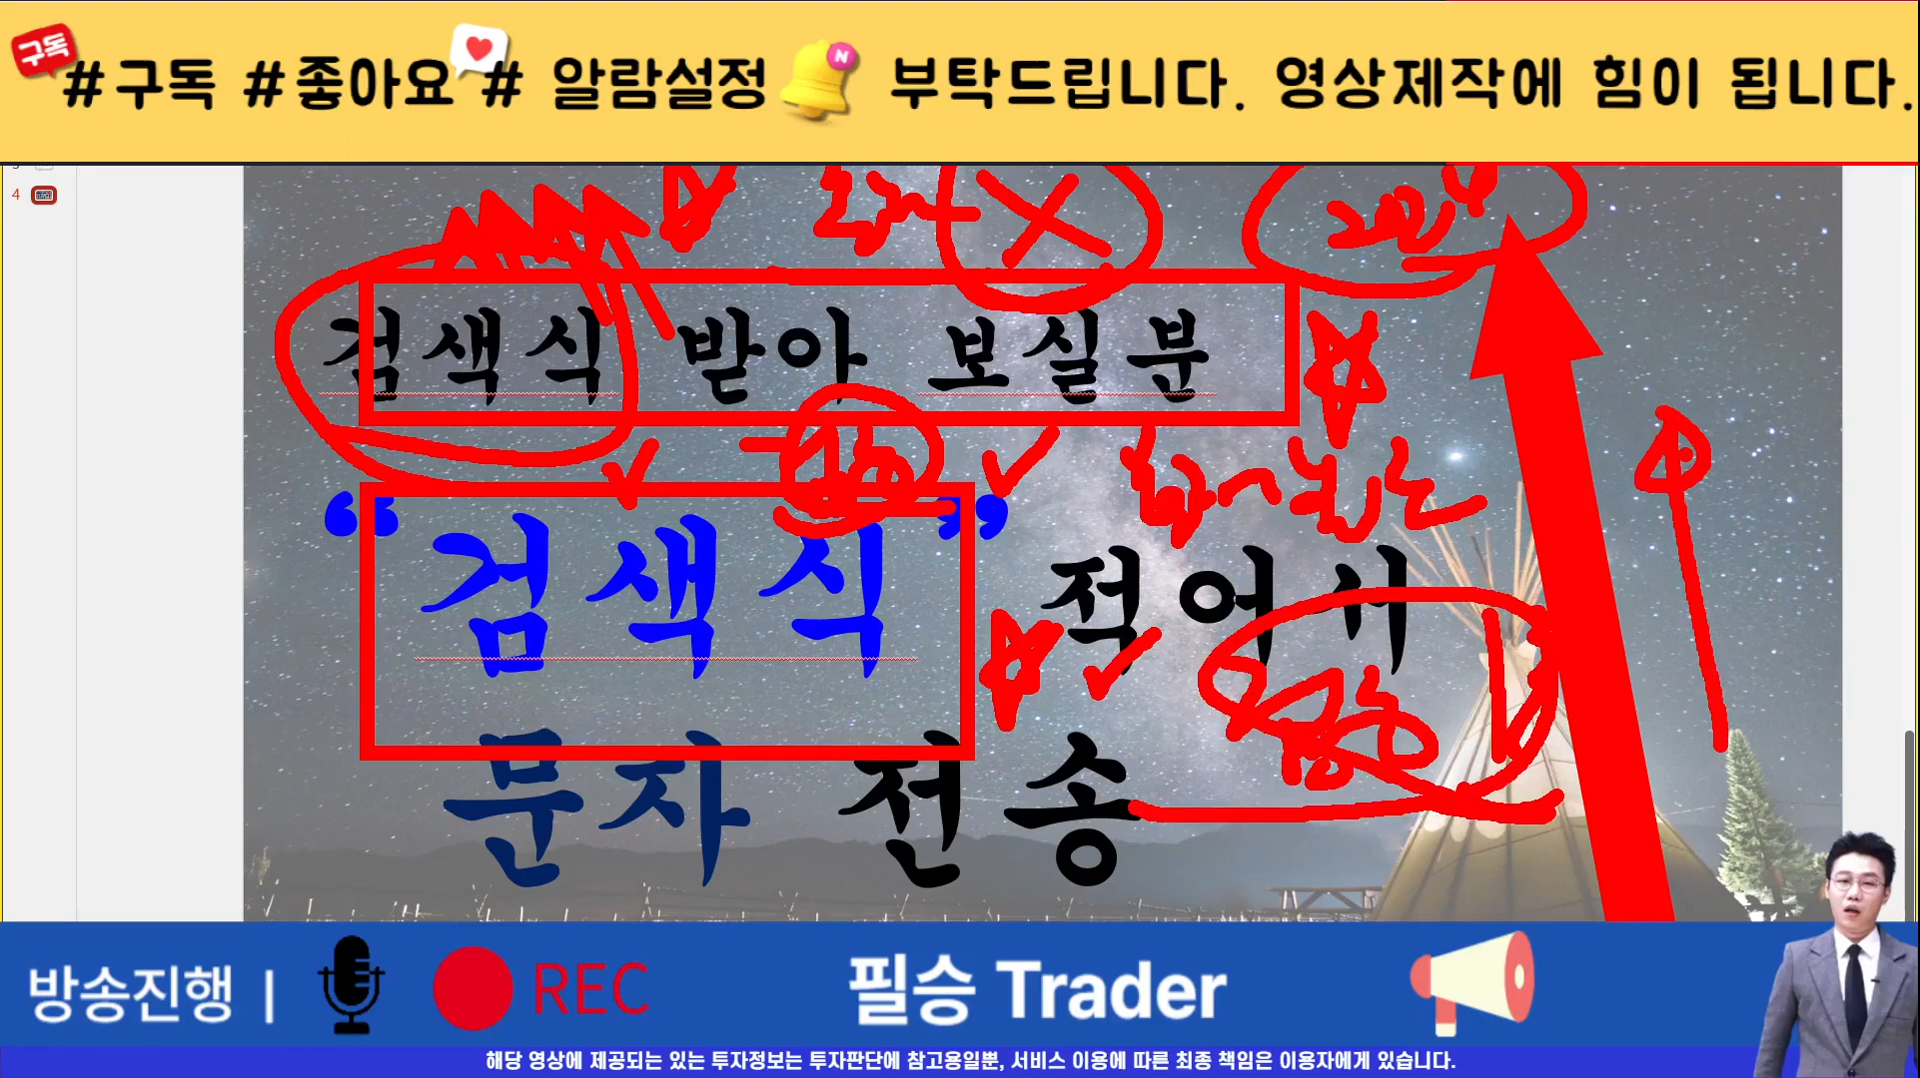 구독
#구독 #좋아요 # 알람설정 N 부탁드립니다. 영상제작에 힘이 됩니다.
4
검색식 받아 보실분
"검색식" 적어서
문자 전송
방송진행 | REC 필승 Trader
해당 영상에 제공되는 있는 투자정보는 투자판단에 참고용일뿐, 서비스 이용에 따른 최종 책임은 이용자에게 있습니다.